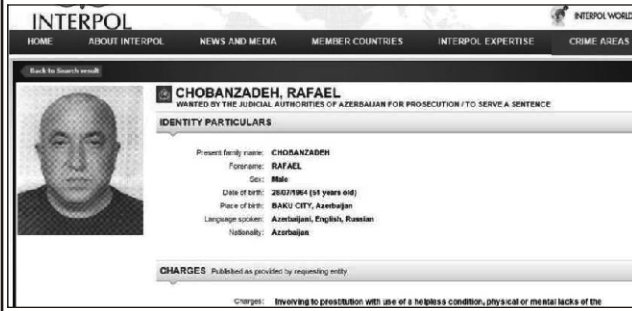 INTERPOL
INTERPOL WORLD
HOME ABOUT INTERPOL NEWS AND MEDIA MEMBER COUNTRIES INTERPOL EXPERTISE CRIME AREAS
Back to Search result
CHOBANZADEH, RAFAEL
WANTED BY THE JUDICIAL AUTHORITIES OF AZERBAIJAN FOR PROSECUTION / TO SERVE A SENTENCE
IDENTITY PARTICULARS
Present family name: CHOBANZADEH
Forename: RAFAEL
Sex: Male
Date of birth: 28/07/1964 (51 years old)
Place of birth: BAKU CITY, Azerbaijan
Language spoken: Azerbaijani, English, Russian
Nationality: Azerbaijan
CHARGES Published as provided by requesting entity
Charges: Involving to prostitution with use of a helpless condition, physical or mental lacks of the